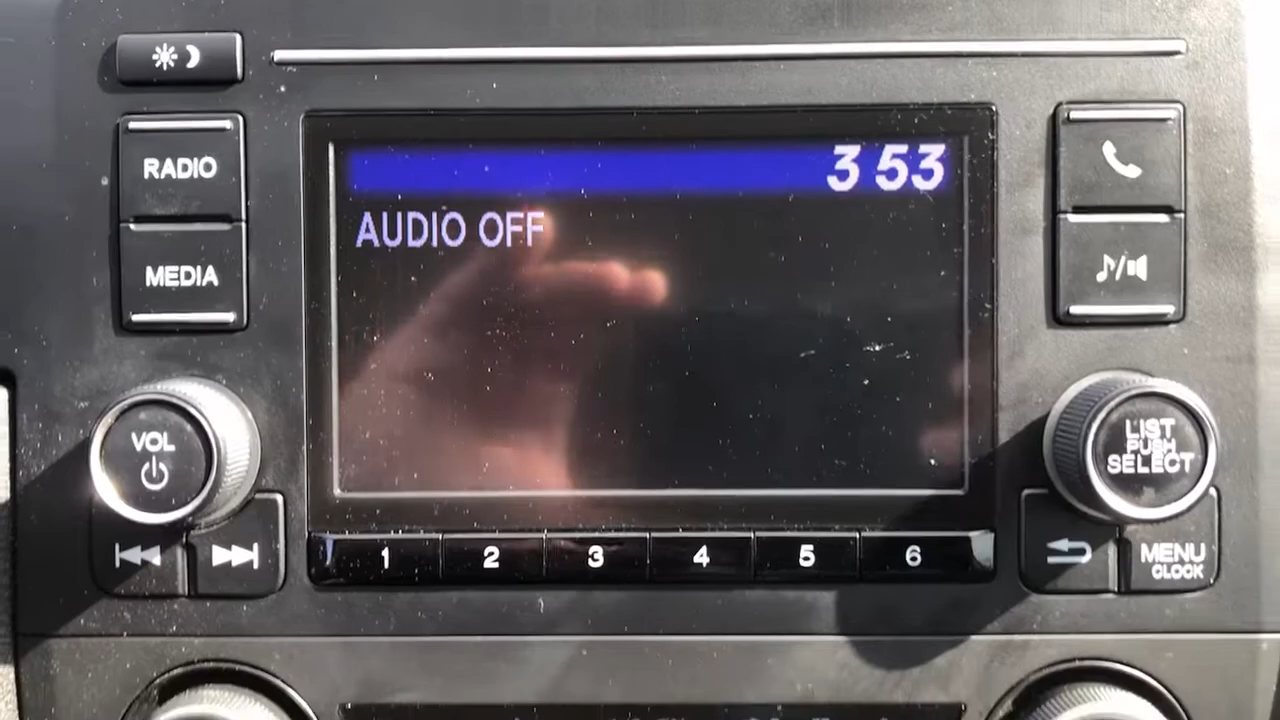 RADIO
MEDIA
3 53
AUDIO OFF
VOL
LIST
PUSH
SELECT
1 2 3 4 5 6
MENU
CLOCK